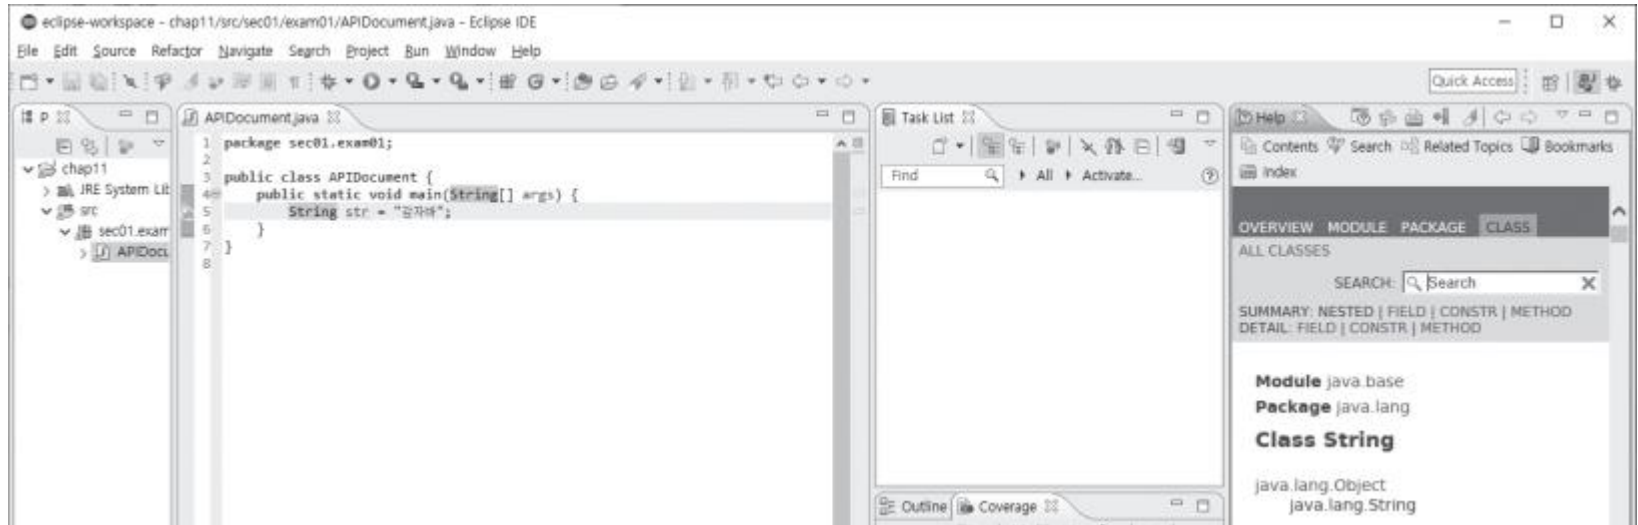 eclipse-workspace - chap11/src/sec01/exam01/APIDocument.java - Eclipse IDE
File Edit Source Refactor Navigate Search Project Run Window Help
Quick Access
P
chap11
JRE System Lib
src
sec01.exam
APIDocu
APIDocument.java
1 package sec01.exam01;
2
3 public class APIDocument {
4 public static void main(String[] args) {
5 String str = "감자바";
6 }
7 }
8
Task List
Find
All
Activate...
Outline
Coverage
Help
Contents Search Related Topics Bookmarks
Index
OVERVIEW MODULE PACKAGE CLASS
ALL CLASSES
SEARCH: Search
SUMMARY: NESTED | FIELD | CONSTR | METHOD
DETAIL: FIELD | CONSTR | METHOD
Module java.base
Package java.lang
Class String
java.lang.Object
java.lang.String